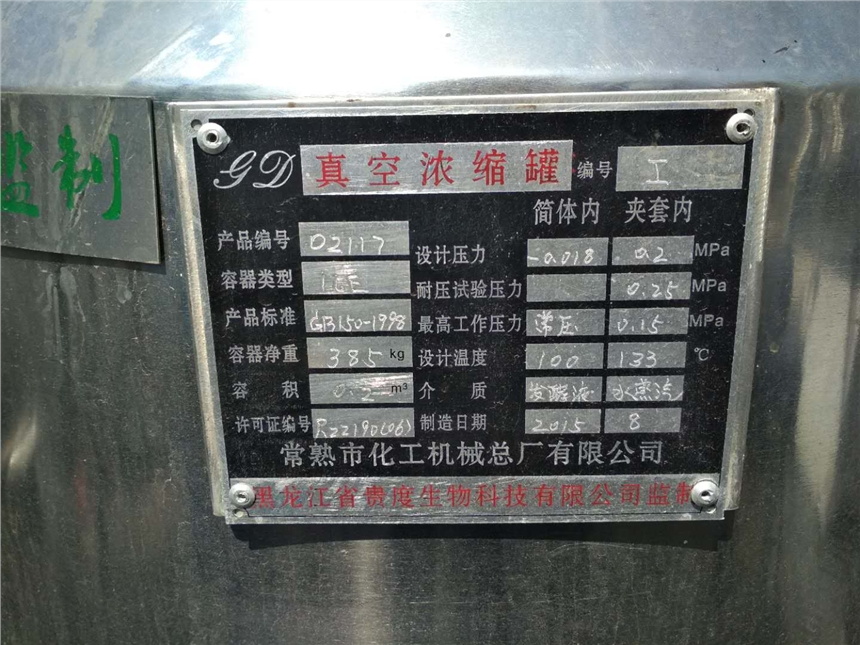 监制
GD 真空浓缩罐 编号 工
筒体内 夹套内
产品编号 02117 设计压力 -0.018 0.2 MPa
容器类型 耐压试验压力 0.25 MPa
产品标准 GB150-1998 最高工作压力 常压 0.15 MPa
容器净重 385 kg 设计温度 100 133 ℃
容积 0.2 m³ 介质 发酵液 水蒸汽
许可证编号 制造日期 2015 8
常熟市化工机械总厂有限公司
黑龙江省贵度生物科技有限公司监制